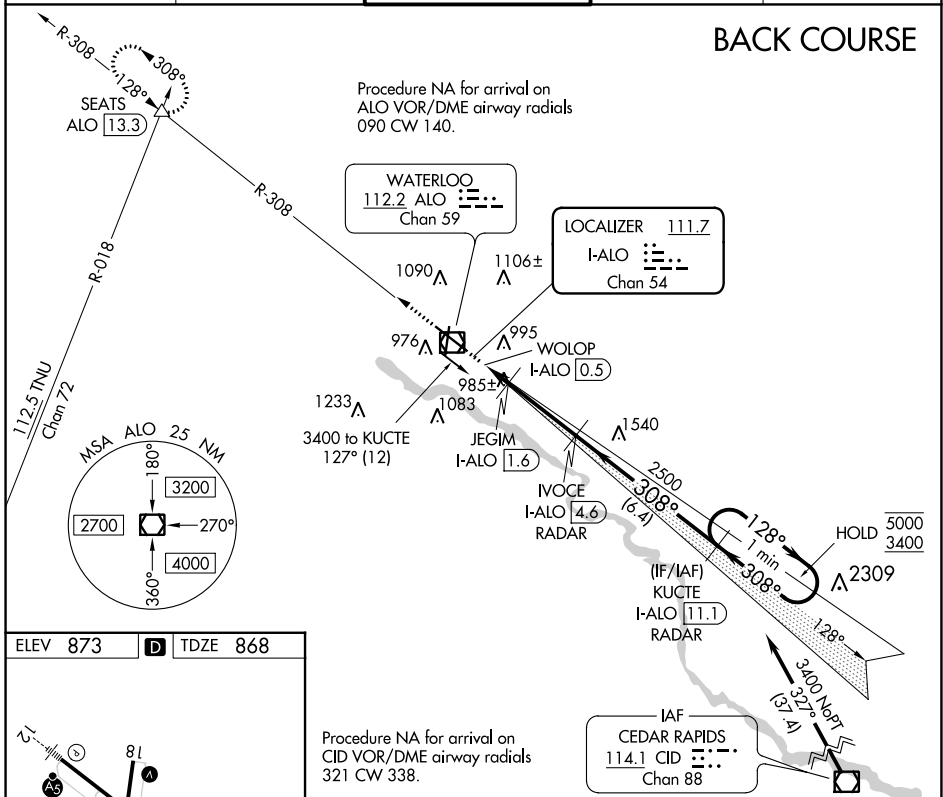 BACK COURSE
R-308
308°
128°
SEATS
ALO 13.3
Procedure NA for arrival on
ALO VOR/DME airway radials
090 CW 140.
R-308
R-018
112.5 TNU
Chan 72
WATERLOO
112.2 ALO
Chan 59
LOCALIZER 111.7
I-ALO
Chan 54
1090
1106±
976
995
WOLOP
I-ALO 0.5
985±
1233
1083
3400 to KUCTE
127° (12)
JEGIM
I-ALO 1.6
1540
IVOCE
I-ALO 4.6
RADAR
2500
308°
(6.4)
128°
1 min
308°
HOLD 5000
3400
2309
(IF/IAF)
KUCTE
I-ALO 11.1
RADAR
128°
MSA ALO 25 NM
180°
3200
2700
270°
4000
360°
3400 NoPT
327°
(37.4)
IAF
CEDAR RAPIDS
114.1 CID
Chan 88
Procedure NA for arrival on
CID VOR/DME airway radials
321 CW 338.
ELEV 873 D TDZE 868
12
P
18
V
A5